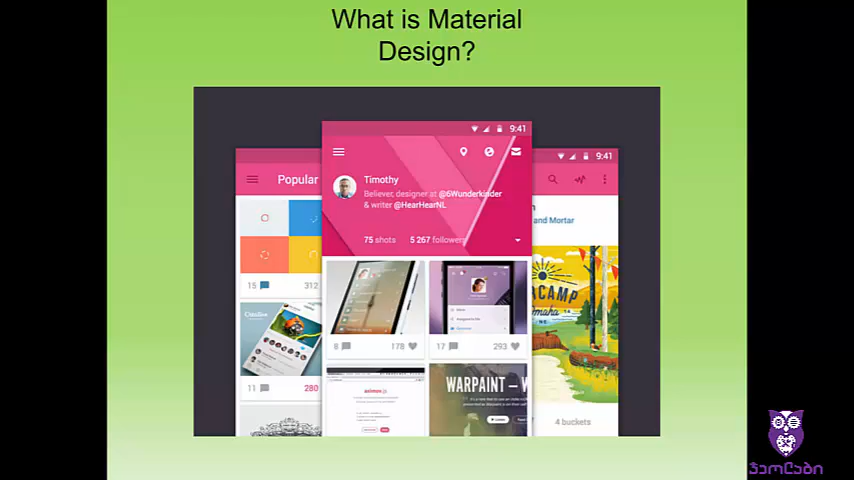 What is Material
Design?
9:41
9:41
Popular
Timothy
Believer, designer at @6Wunderkinder
& writer @HearHearNL
75 shots 5 267 followers
and Mortar
15 312
8 178
17 293
11 280
WARPAINT – W
4 buckets